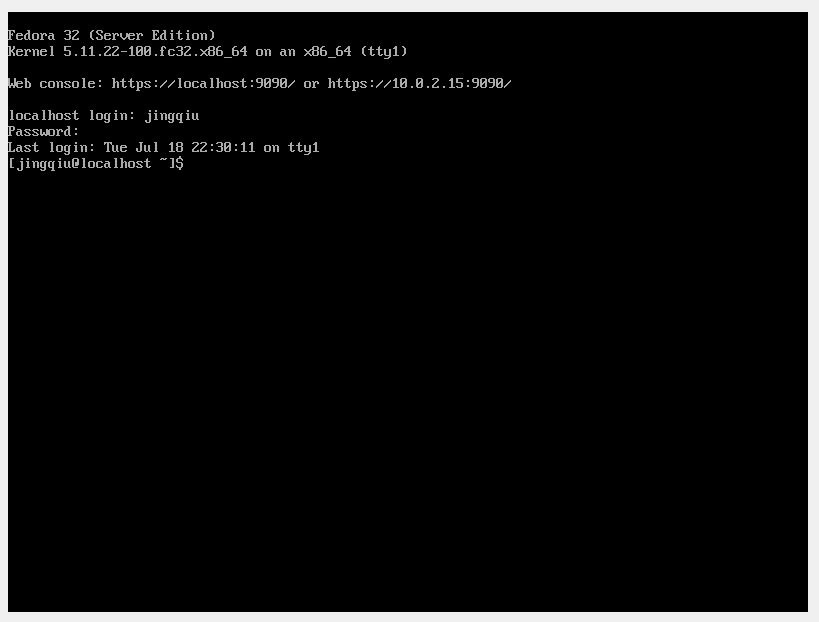 Fedora 32 (Server Edition)
Kernel 5.11.22-100.fc32.x86_64 on an x86_64 (tty1)
Web console: https://localhost:9090/ or https://10.0.2.15:9090/
localhost login: jingqiu
Password:
Last login: Tue Jul 18 22:30:11 on tty1
[jingqiu@localhost ~]$